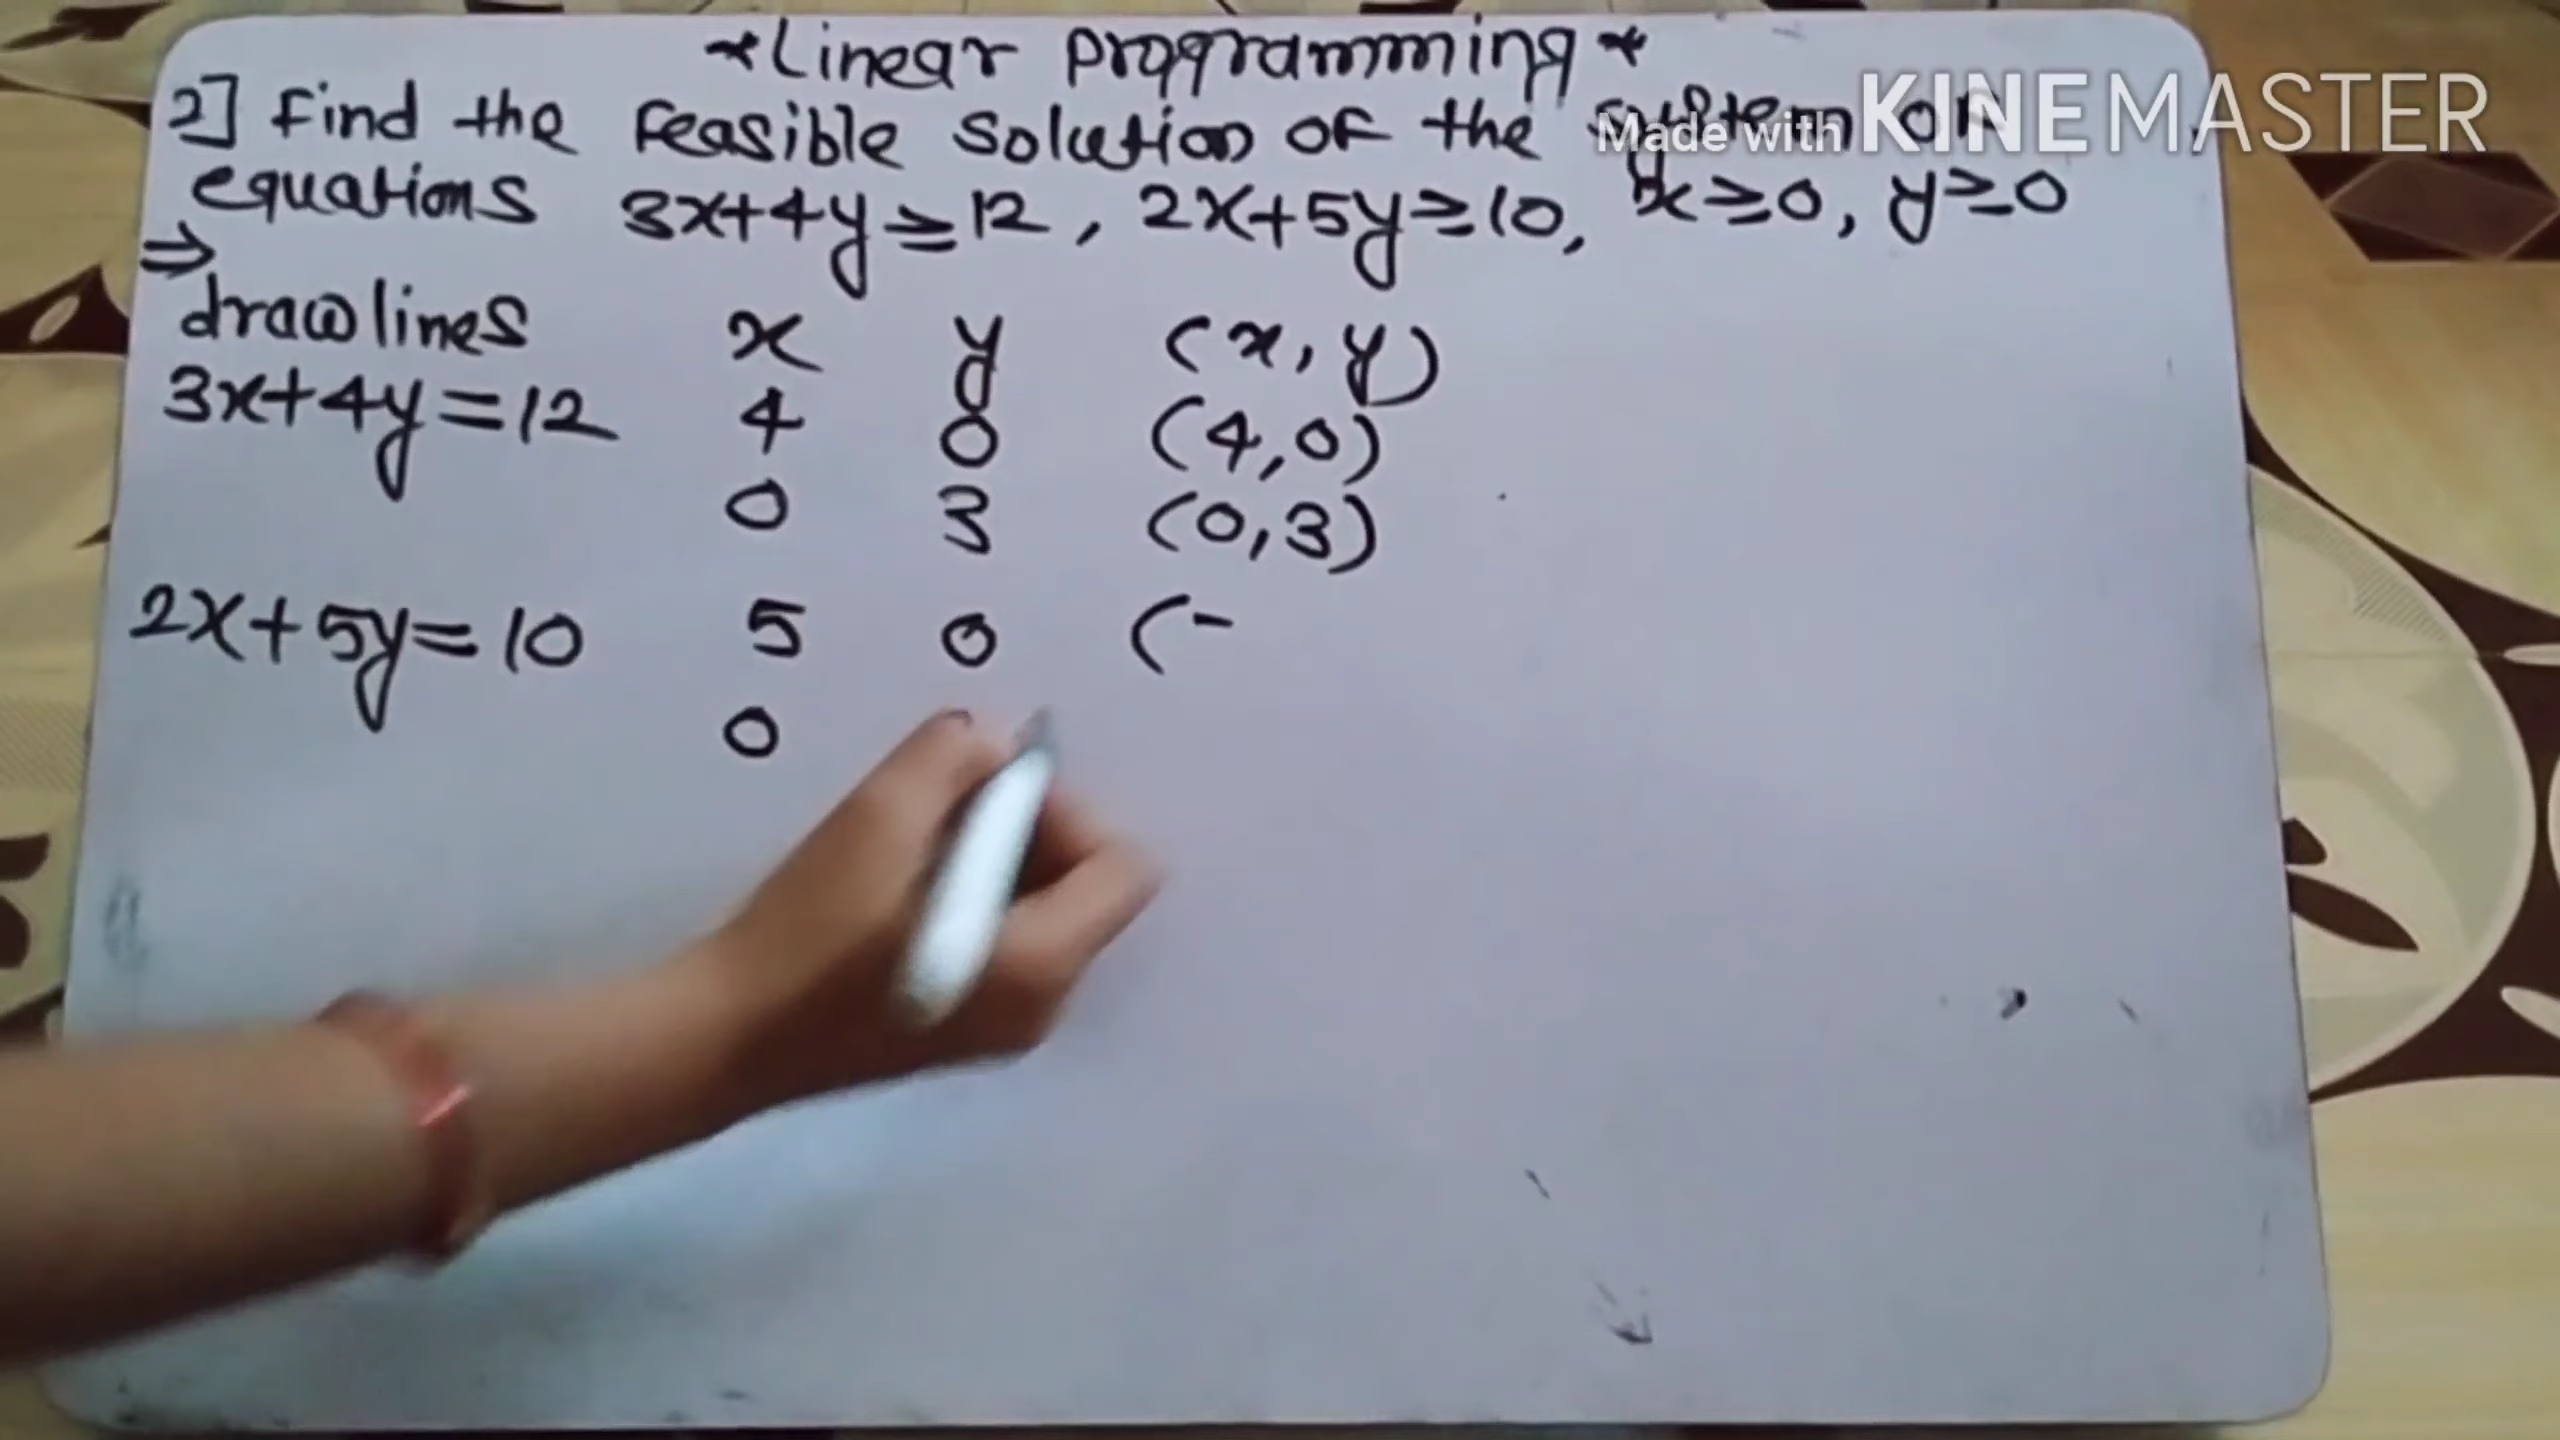 *Linear programming*
2] Find the feasible solution of the system of
equations 3x+4y≥12, 2x+5y≥10, x≥0, y≥0
⇒
draw lines x y (x, y)
3x+4y=12 4 0 (4,0)
0 3 (0,3)
2x+5y=10 5 0 (-
0
Made with KINEMASTER